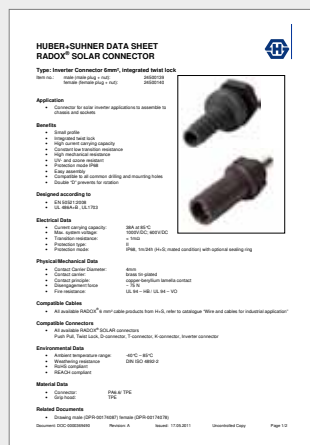 HUBER+SUHNER DATA SHEET
RADOX® SOLAR CONNECTOR
Type: Inverter Connector 6mm², integrated twist lock
Item no.: male (male plug + nut): 24500139
female (female plug + nut): 24500140
Application
• Connector for solar inverter applications to assemble to
chassis and sockets
Benefits
• Small profile
• Integrated twist lock
• High current carrying capacity
• Constant low transition resistance
• High mechanical resistance
• UV- and ozone resistant
• Protection mode IP68
• Easy assembly
• Compatible to all common drilling and mounting holes
• Double "D" prevents for rotation
Designed according to
• EN 50521:2008
• UL 486A+B , UL1703
Electrical Data
• Current carrying capacity: 38A at 85°C
• Max. system voltage: 1000V/DC; 600V/DC
• Transition resistance: < 1mΩ
• Protection type: II
• Protection mode: IP68, 1m/24h (H+S; mated condition) with optional sealing ring
Physical/Mechanical Data
• Contact Carrier Diameter: 4mm
• Contact carrier: brass tin-plated
• Contact principle: copper-beryllium lamella contact
• Disengagement force: ~ 75 N
• Fire resistance: UL 94 – HB / UL 94 – VO
Compatible Cables
• All available RADOX® 6 mm² cable products from H+S, refer to catalogue "Wire and cables for industrial application"
Compatible Connectors
• All available RADOX® SOLAR connectors
Push Pull, Twist Lock, D-connector, T-connector, K-connector, Inverter connector
Environmental Data
• Ambient temperature range: -40°C – 85°C
• Weathering resistance DIN ISO 4892-2
• RoHS compliant
• REACH compliant
Material Data
• Connector: PA6.6/ TPE
• Grip hood: TPE
Related Documents
• Drawing male (DPR-00174087) female (DPR-00174078)
Document: DOC-0000369450 Revision: A Issued: 17.05.2011 Uncontrolled Copy Page 1/2